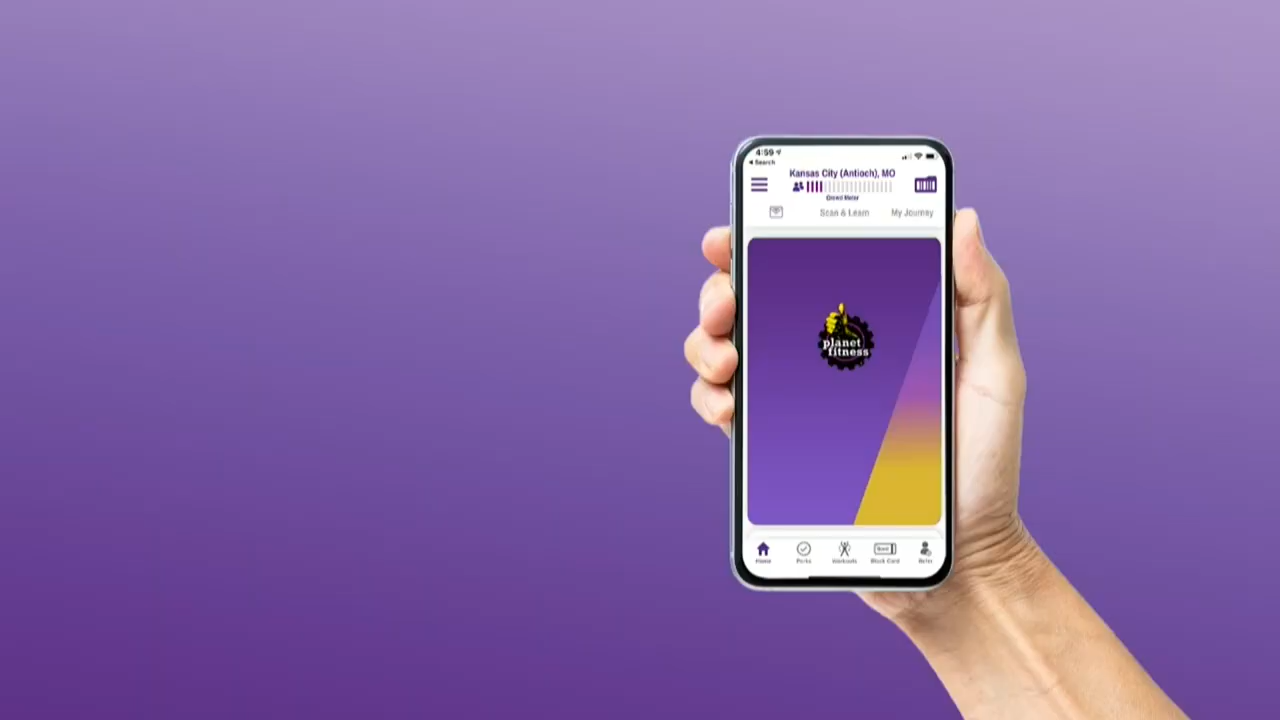 4:59
Search
Kansas City (Antioch), MO
Crowd Meter
Scan & Learn
My Journey
planet
fitness
Home
Perks
Workouts
Black Card
Refer